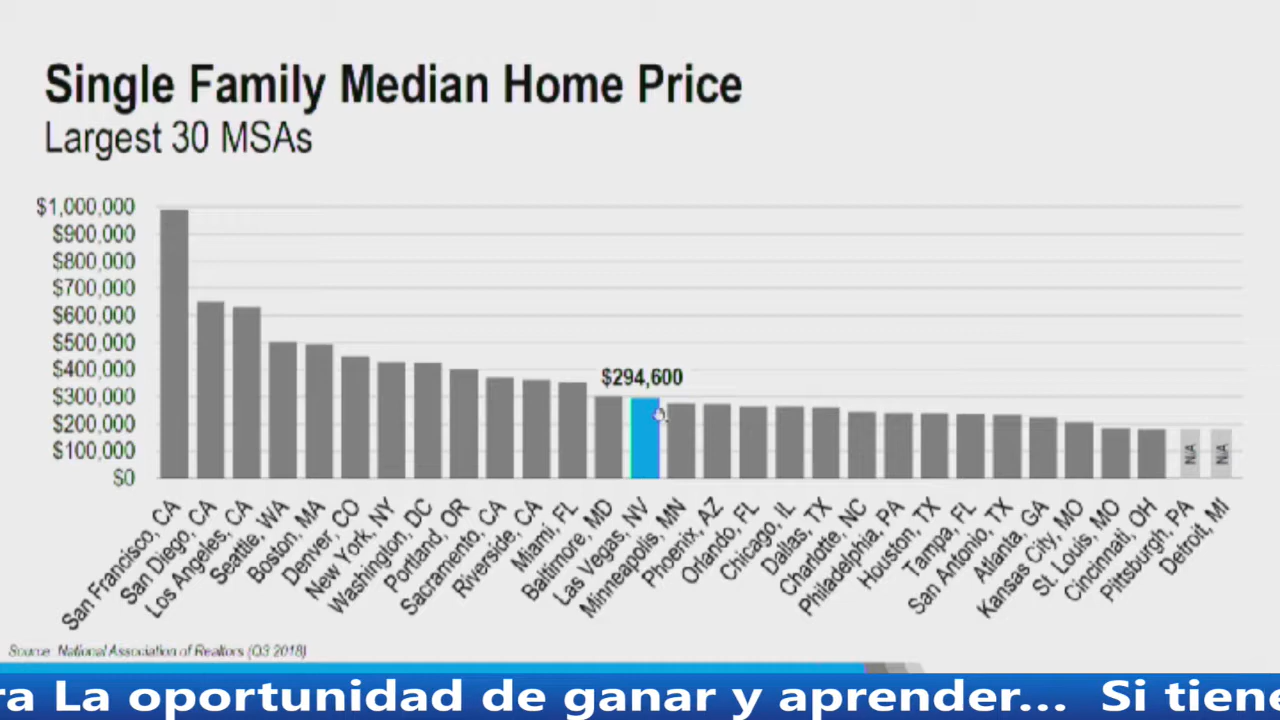 Single Family Median Home Price
Largest 30 MSAs
$1,000,000
$900,000
$800,000
$700,000
$600,000
$500,000
$400,000
$300,000
$200,000
$100,000
$0
$294,600
N/A
N/A
San Francisco, CA
San Diego, CA
Los Angeles, CA
Seattle, WA
Boston, MA
Denver, CO
New York, NY
Washington, DC
Portland, OR
Sacramento, CA
Riverside, CA
Miami, FL
Baltimore, MD
Las Vegas, NV
Minneapolis, MN
Phoenix, AZ
Orlando, FL
Chicago, IL
Dallas, TX
Charlotte, NC
Philadelphia, PA
Houston, TX
Tampa, FL
San Antonio, TX
Atlanta, GA
Kansas City, MO
St. Louis, MO
Cincinnati, OH
Pittsburgh, PA
Detroit, MI
Source: National Association of Realtors (Q3 2018)
ra La oportunidad de ganar y aprender... Si tiene